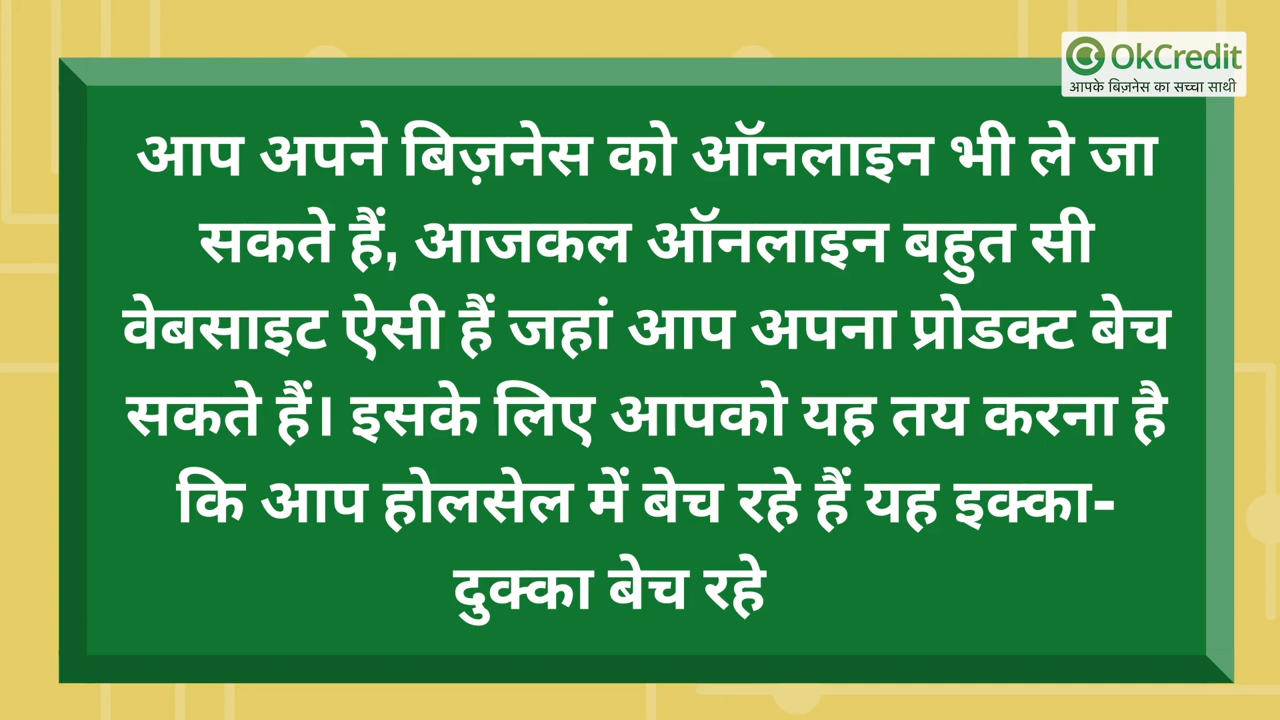 OkCredit
आपके बिज़नेस का सच्चा साथी
आप अपने बिज़नेस को ऑनलाइन भी ले जा
सकते हैं, आजकल ऑनलाइन बहुत सी
वेबसाइट ऐसी हैं जहां आप अपना प्रोडक्ट बेच
सकते हैं। इसके लिए आपको यह तय करना है
कि आप होलसेल में बेच रहे हैं यह इक्का-
दुक्का बेच रहे